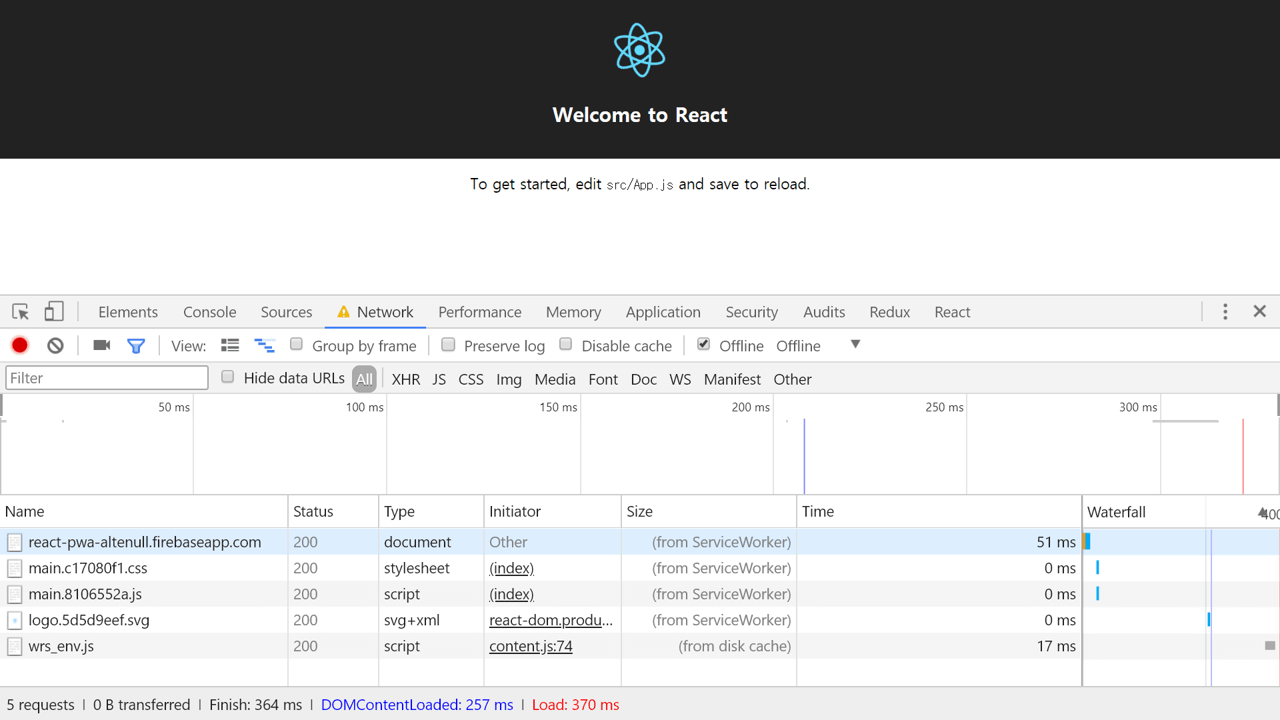 Welcome to React
To get started, edit src/App.js and save to reload.
Elements Console Sources Network Performance Memory Application Security Audits Redux React
View: Group by frame Preserve log Disable cache Offline Offline
Filter Hide data URLs All XHR JS CSS Img Media Font Doc WS Manifest Other
50 ms 100 ms 150 ms 200 ms 250 ms 300 ms
Name Status Type Initiator Size Time Waterfall 400
react-pwa-altenull.firebaseapp.com 200 document Other (from ServiceWorker) 51 ms
main.c17080f1.css 200 stylesheet (index) (from ServiceWorker) 0 ms
main.8106552a.js 200 script (index) (from ServiceWorker) 0 ms
logo.5d5d9eef.svg 200 svg+xml react-dom.produ... (from ServiceWorker) 0 ms
wrs_env.js 200 script content.js:74 (from disk cache) 17 ms
5 requests | 0 B transferred | Finish: 364 ms | DOMContentLoaded: 257 ms | Load: 370 ms